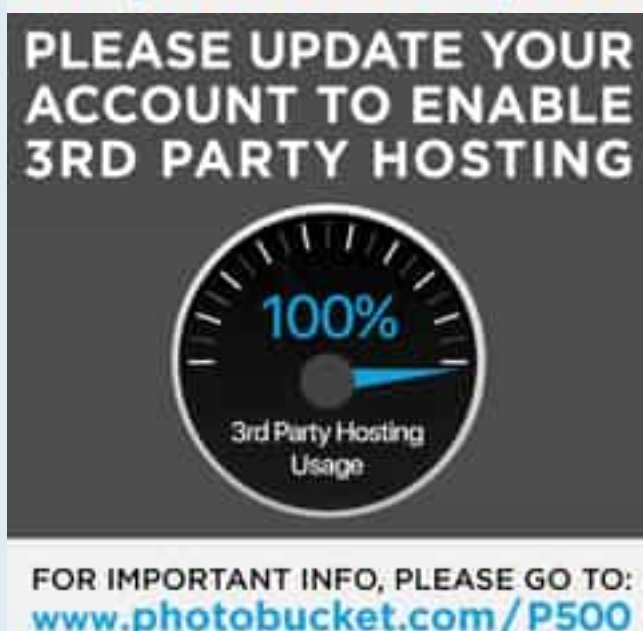 PLEASE UPDATE YOUR
ACCOUNT TO ENABLE
3RD PARTY HOSTING
100%
3rd Party Hosting
Usage
FOR IMPORTANT INFO, PLEASE GO TO:
www.photobucket.com/P500